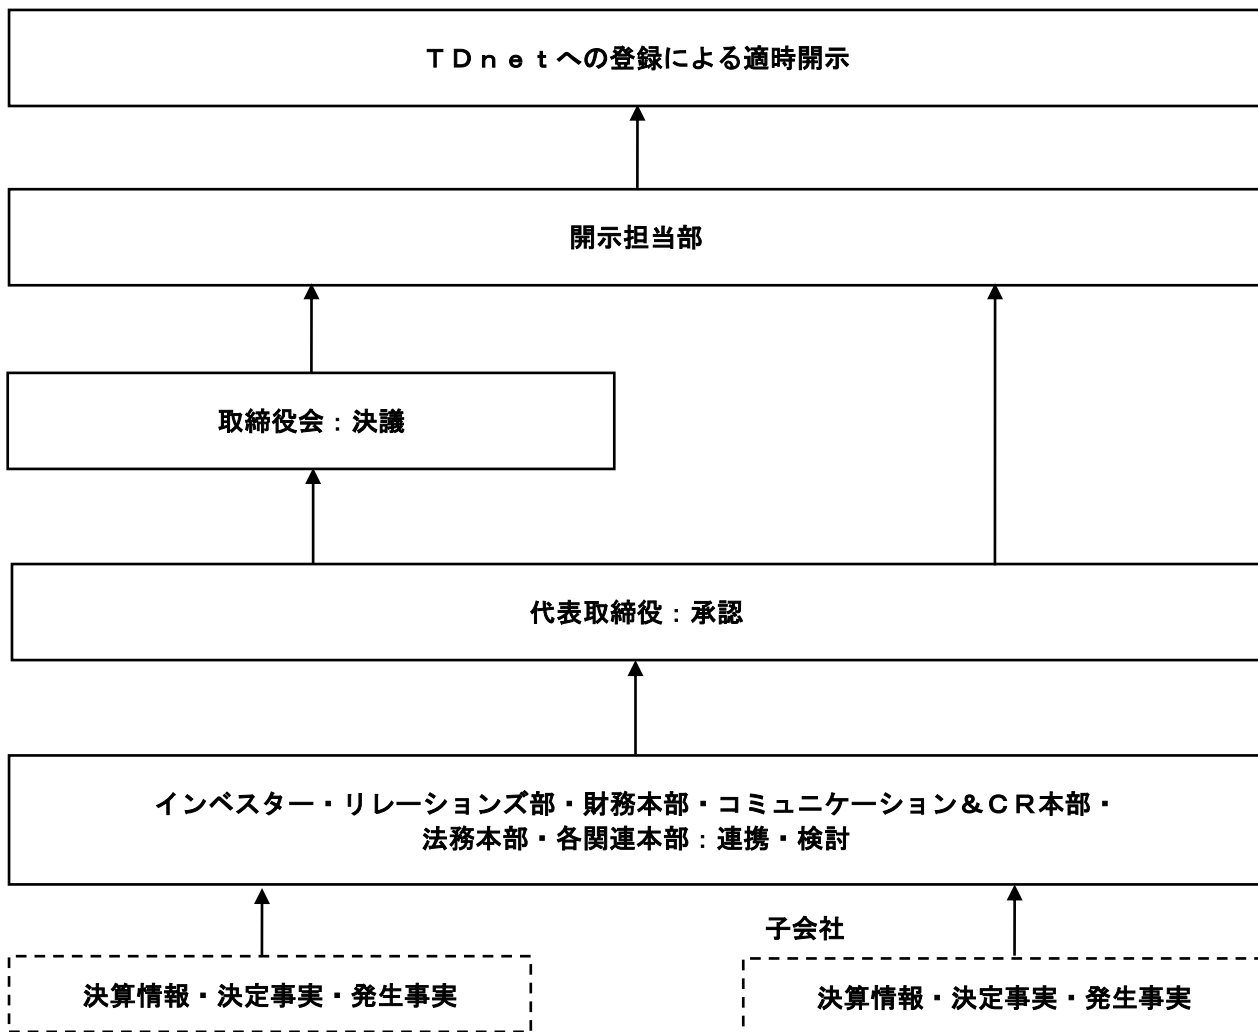 ＴＤｎｅｔへの登録による適時開示
開示担当部
取締役会：決議
代表取締役：承認
インベスター・リレーションズ部・財務本部・コミュニケーション＆ＣＲ本部・
法務本部・各関連本部：連携・検討
子会社
決算情報・決定事実・発生事実
決算情報・決定事実・発生事実